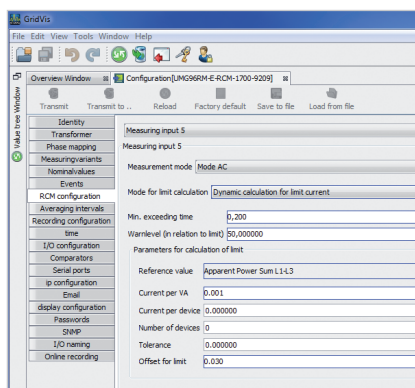 GridVis
File Edit View Tools Window Help
Overview Window Configuration[UMG96RM-E-RCM-1700-9209]
Value tree Window
Transmit Transmit to .. Reload Factory default Save to file Load from file
Identity
Transformer
Phase mapping
Measuringvariants
Nominalvalues
Events
RCM configuration
Averaging intervals
Recording configuration
time
I/O configuration
Comparators
Serial ports
ip configuration
Email
display configuration
Passwords
SNMP
I/O naming
Online recording
Measuring input 5
Measuring input 5
Measurement mode Mode AC
Mode for limit calculation Dynamic calculation for limit current
Min. exceeding time 0,200
Warnlevel (in relation to limit) 50,000000
Parameters for calculation of limit
Reference value Apparent Power Sum L1-L3
Current per VA 0.001
Current per device 0.000000
Number of devices 0
Tolerance 0.000000
Offset for limit 0.030